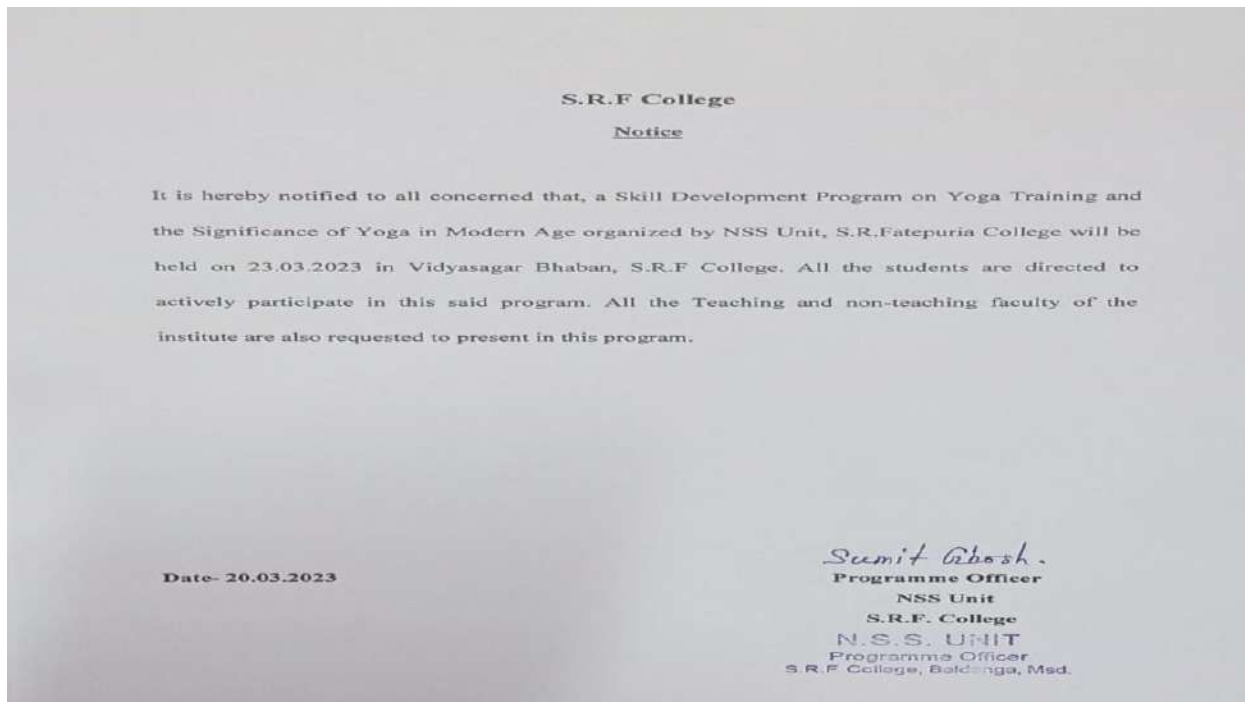 S.R.F College
Notice
It is hereby notified to all concerned that, a Skill Development Program on Yoga Training and
the Significance of Yoga in Modern Age organized by NSS Unit, S.R.Fatepuria College will be
held on 23.03.2023 in Vidyasagar Bhaban, S.R.F College. All the students are directed to
actively participate in this said program. All the Teaching and non-teaching faculty of the
institute are also requested to present in this program.
Sumit Ghosh.
Date- 20.03.2023
Programme Officer
NSS Unit
S.R.F. College
N.S.S. UNIT
Programme Officer
S.R.F College, Beldanga, Msd.